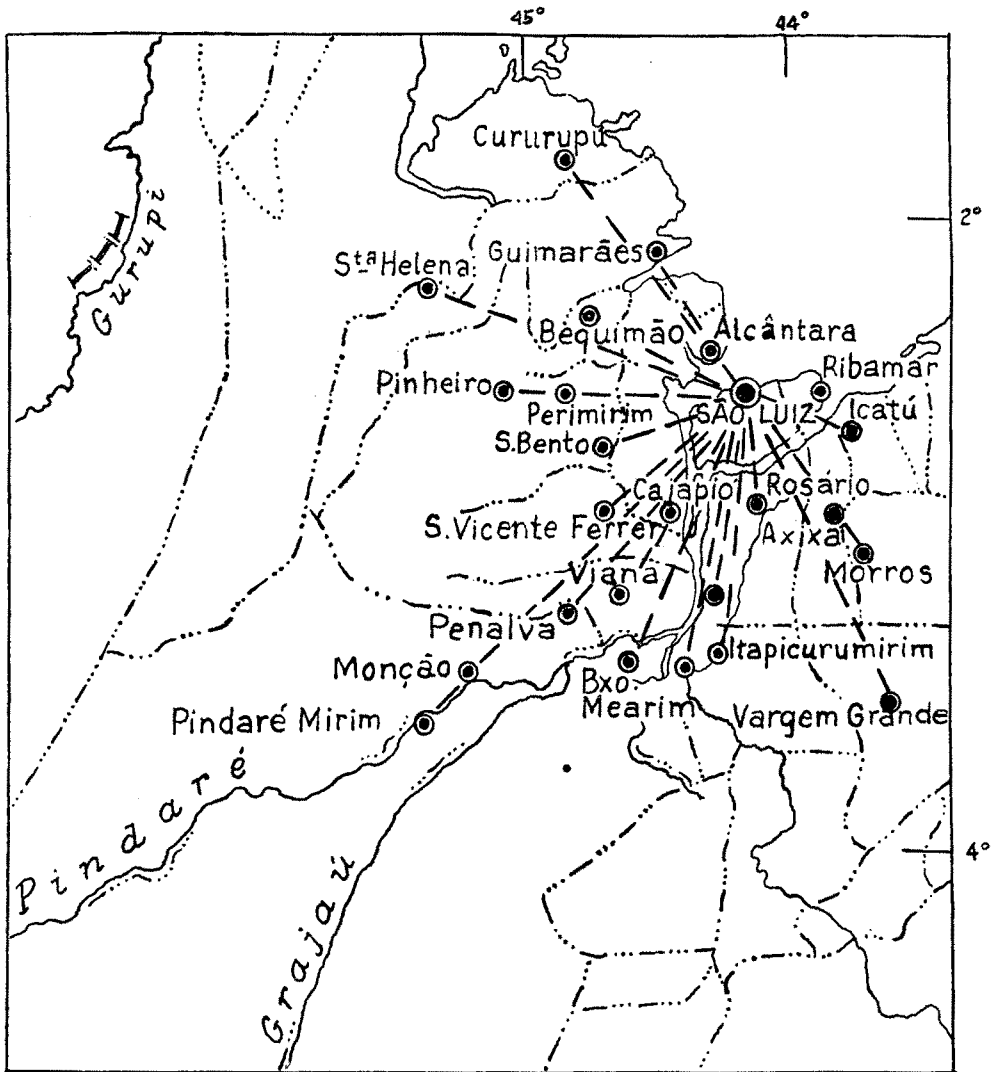 45°
44°
Cururupú
2°
Gurupi
Guimarães
Stª Helena
Bequimão
Alcântara
Ribamar
Pinheiro
Perimirim
SÃO LUIZ
Icatú
S. Bento
Cajapió
Rosário
S. Vicente Ferrer
Axixá
Viana
Morros
Penalva
Itapicurumirim
Monção
Bxo.
Mearim
Pindaré Mirim
Vargem Grande
Pindaré
4°
Grajaú